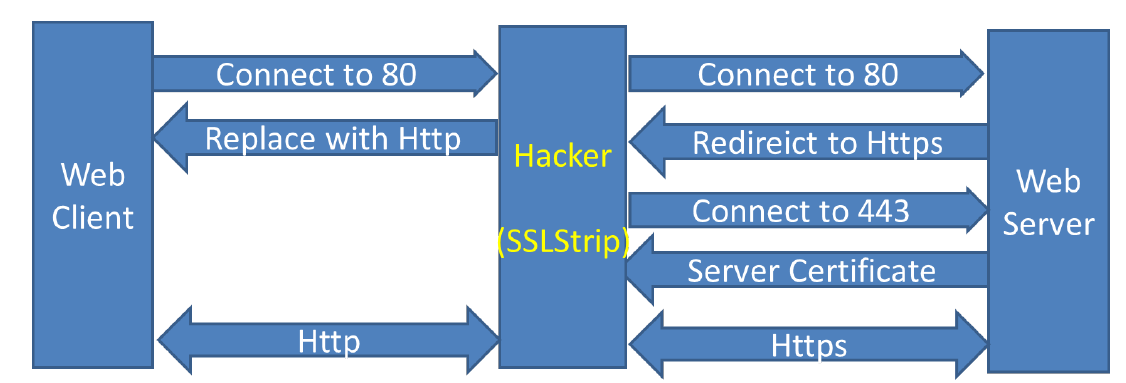 Connect to 80
Connect to 80
Replace with Http
Redireict to Https
Web
Client
Hacker
(SSLStrip)
Web
Server
Connect to 443
Server Certificate
Http
Https